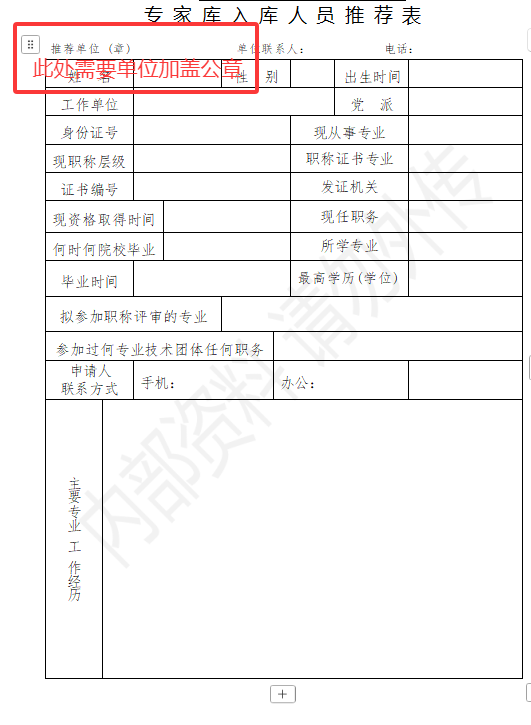 专家库入库人员推荐表
推荐单位（章） 单位联系人： 电话：
此处需要单位加盖公章
姓 名 性 别 出生时间
工作单位 党 派
身份证号 现从事专业
现职称层级 职称证书专业
证书编号 发证机关
现资格取得时间 现任职务
何时何院校毕业 所学专业
毕业时间 最高学历(学位)
拟参加职称评审的专业
参加过何专业技术团体任何职务
申请人
联系方式 手机： 办公：
主要专业工作经历
内部资料 请勿外传